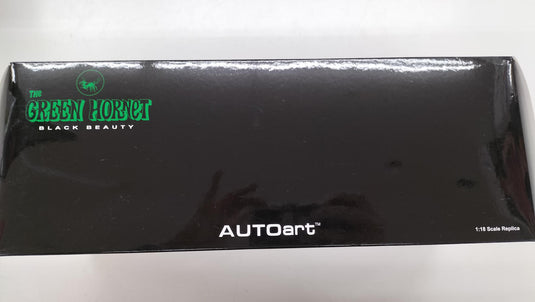 THE
GREEN HORNET
BLACK BEAUTY
AUTOart™
1:18 Scale Replica